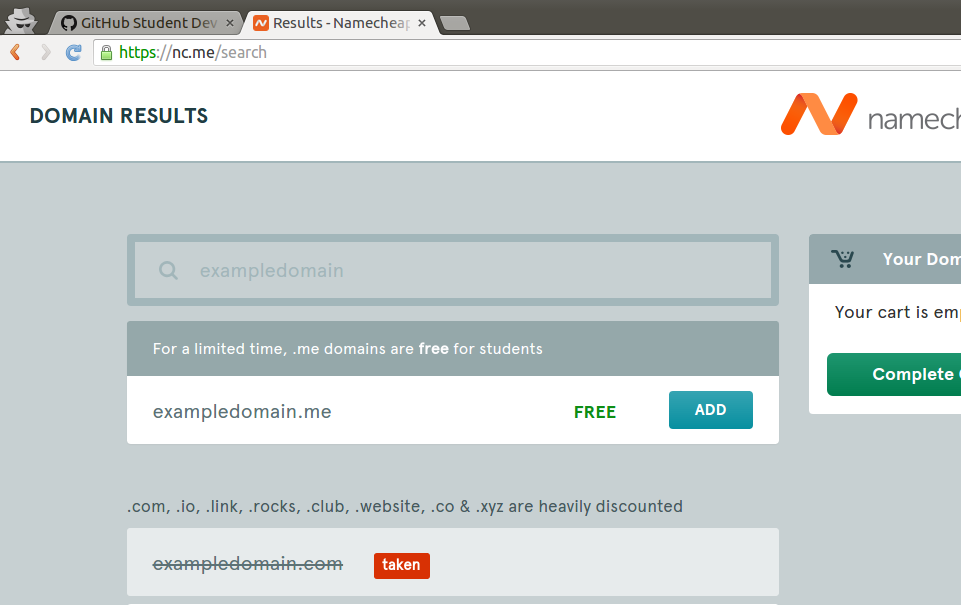 GitHub Student Dev
Results - Namecheap
https://nc.me/search
DOMAIN RESULTS
namech
exampledomain
Your Dom
For a limited time, .me domains are free for students
Your cart is emp
exampledomain.me FREE ADD
Complete
.com, .io, .link, .rocks, .club, .website, .co & .xyz are heavily discounted
exampledomain.com taken